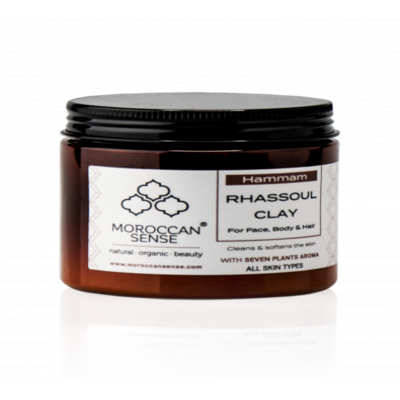 MOROCCAN®
SENSE
natural · organic · beauty
www.moroccansense.com
Hammam
RHASSOUL
CLAY
For Face, Body & Hair
Cleans & softens the skin
WITH SEVEN PLANTS AROMA
ALL SKIN TYPES